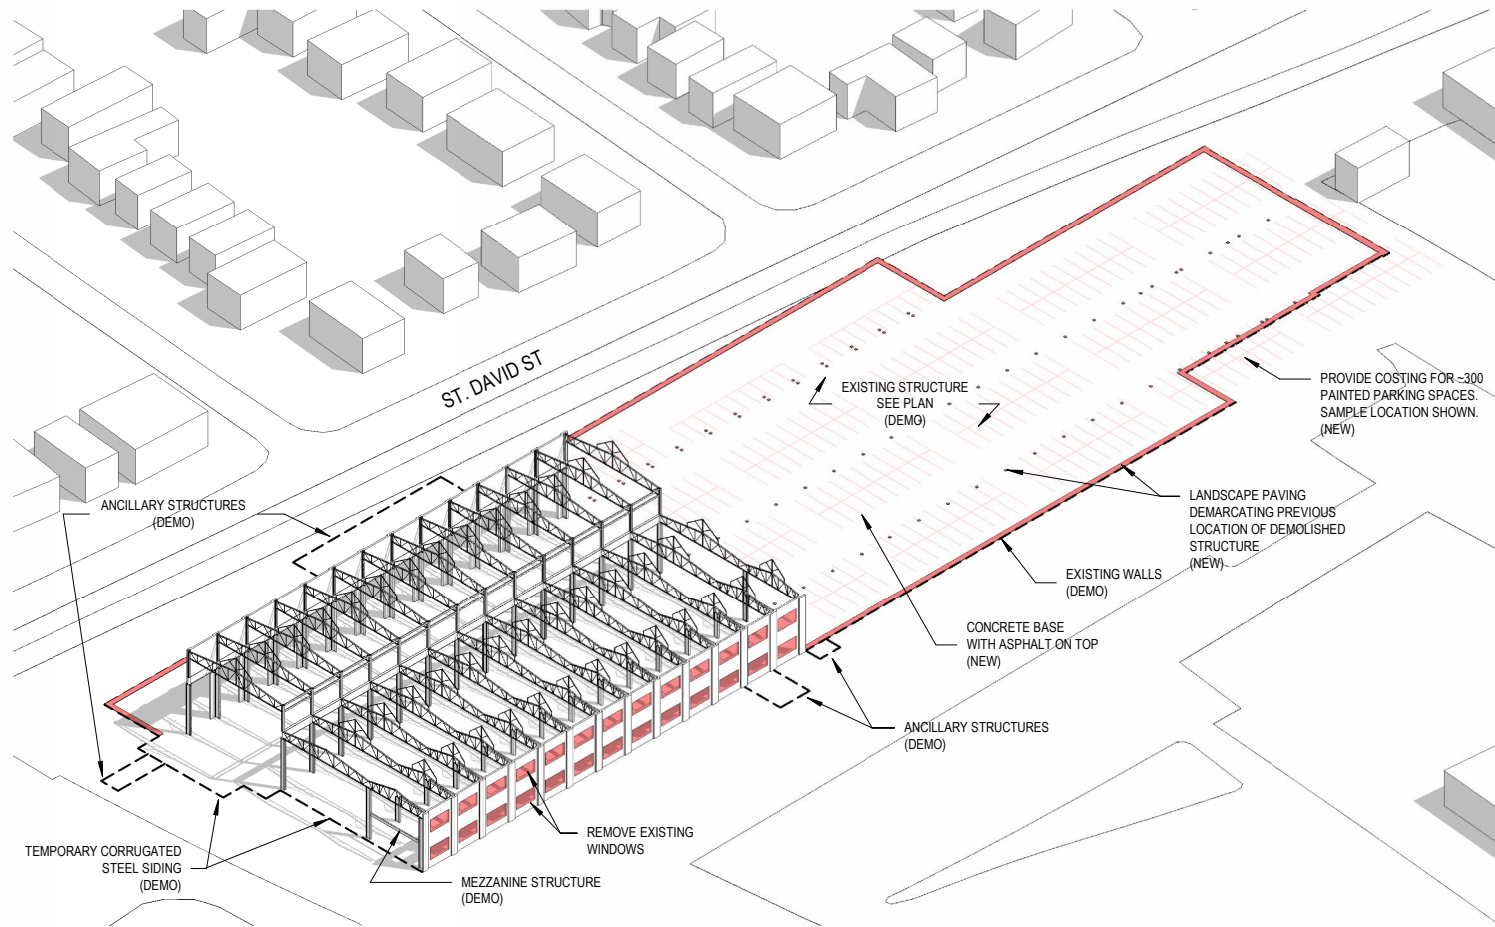 ST. DAVID ST
EXISTING STRUCTURE
SEE PLAN
(DEMO)
PROVIDE COSTING FOR ~300
PAINTED PARKING SPACES.
SAMPLE LOCATION SHOWN.
(NEW)
LANDSCAPE PAVING
DEMARCATING PREVIOUS
LOCATION OF DEMOLISHED
STRUCTURE
(NEW)
ANCILLARY STRUCTURES
(DEMO)
EXISTING WALLS
(DEMO)
CONCRETE BASE
WITH ASPHALT ON TOP
(NEW)
ANCILLARY STRUCTURES
(DEMO)
REMOVE EXISTING
WINDOWS
TEMPORARY CORRUGATED
STEEL SIDING
(DEMO)
MEZZANINE STRUCTURE
(DEMO)